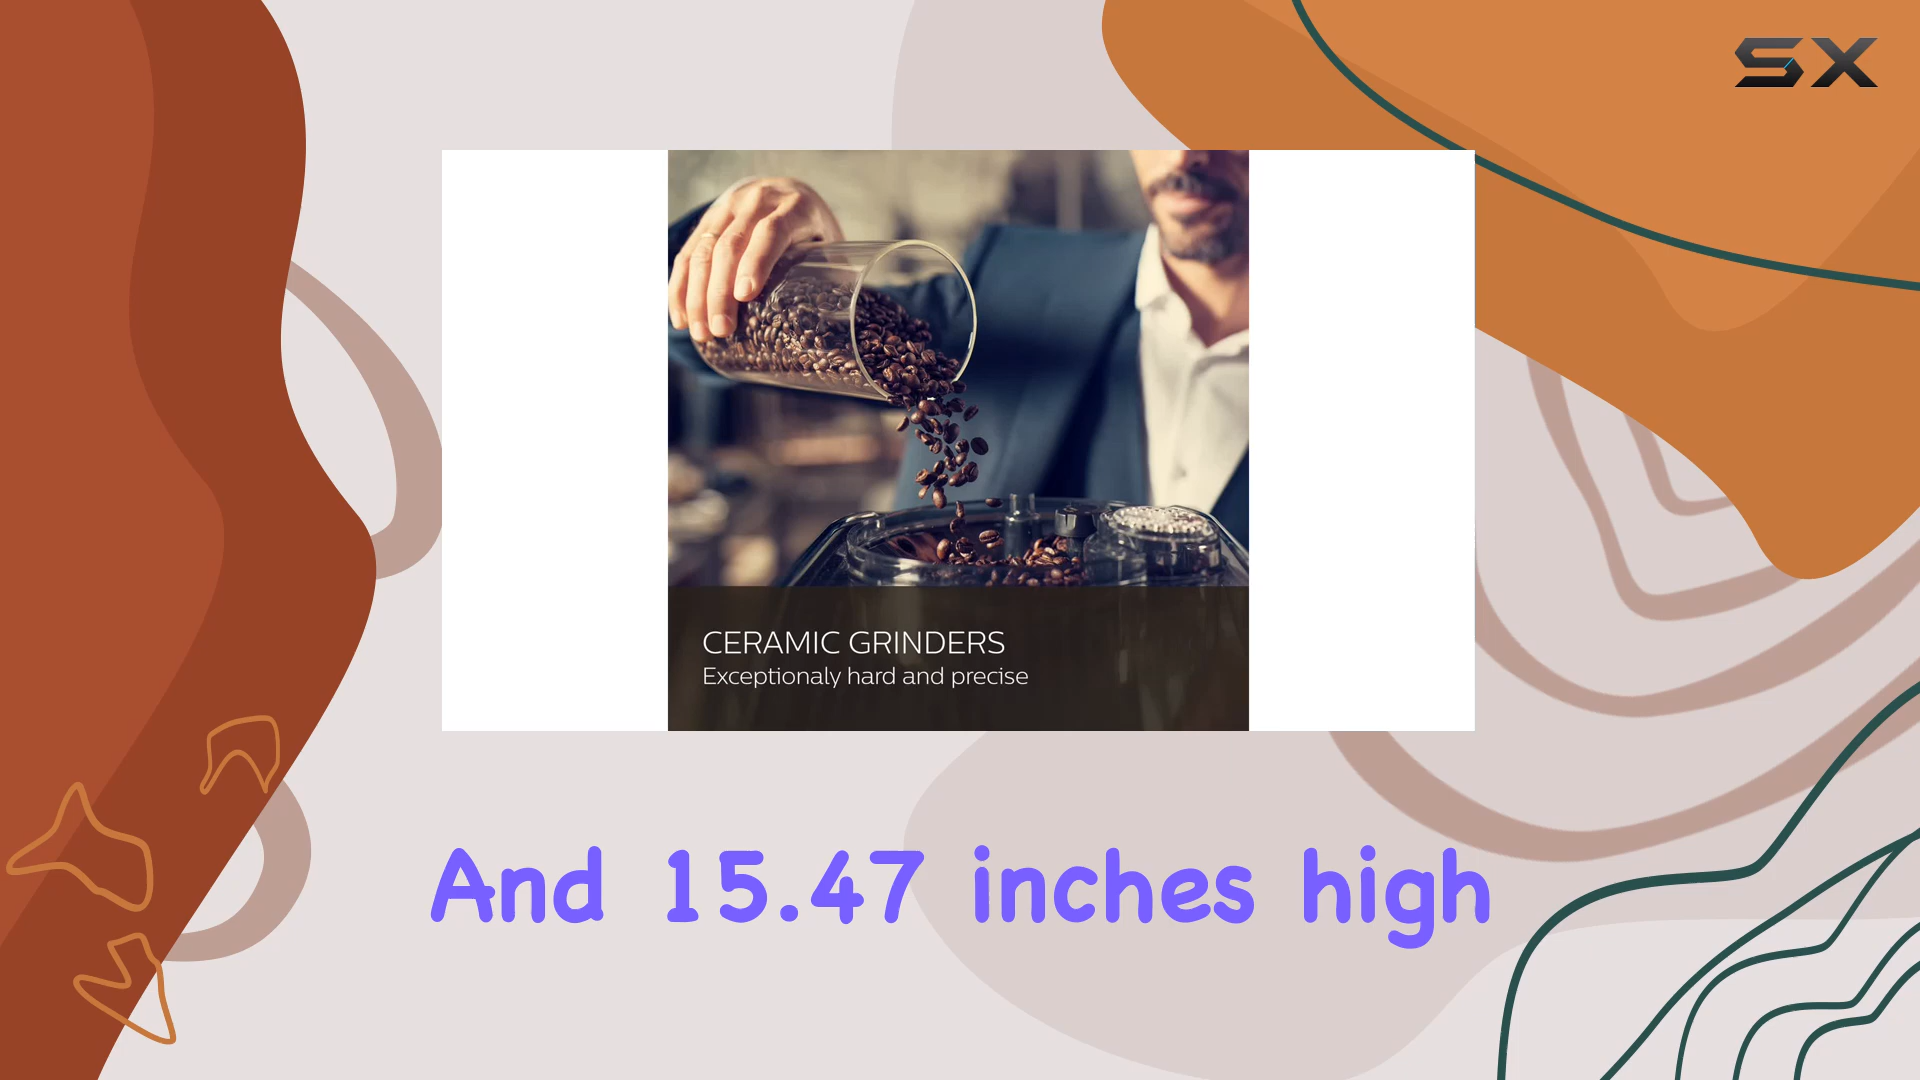 SX
CERAMIC GRINDERS
Exceptionaly hard and precise
And 15.47 inches high